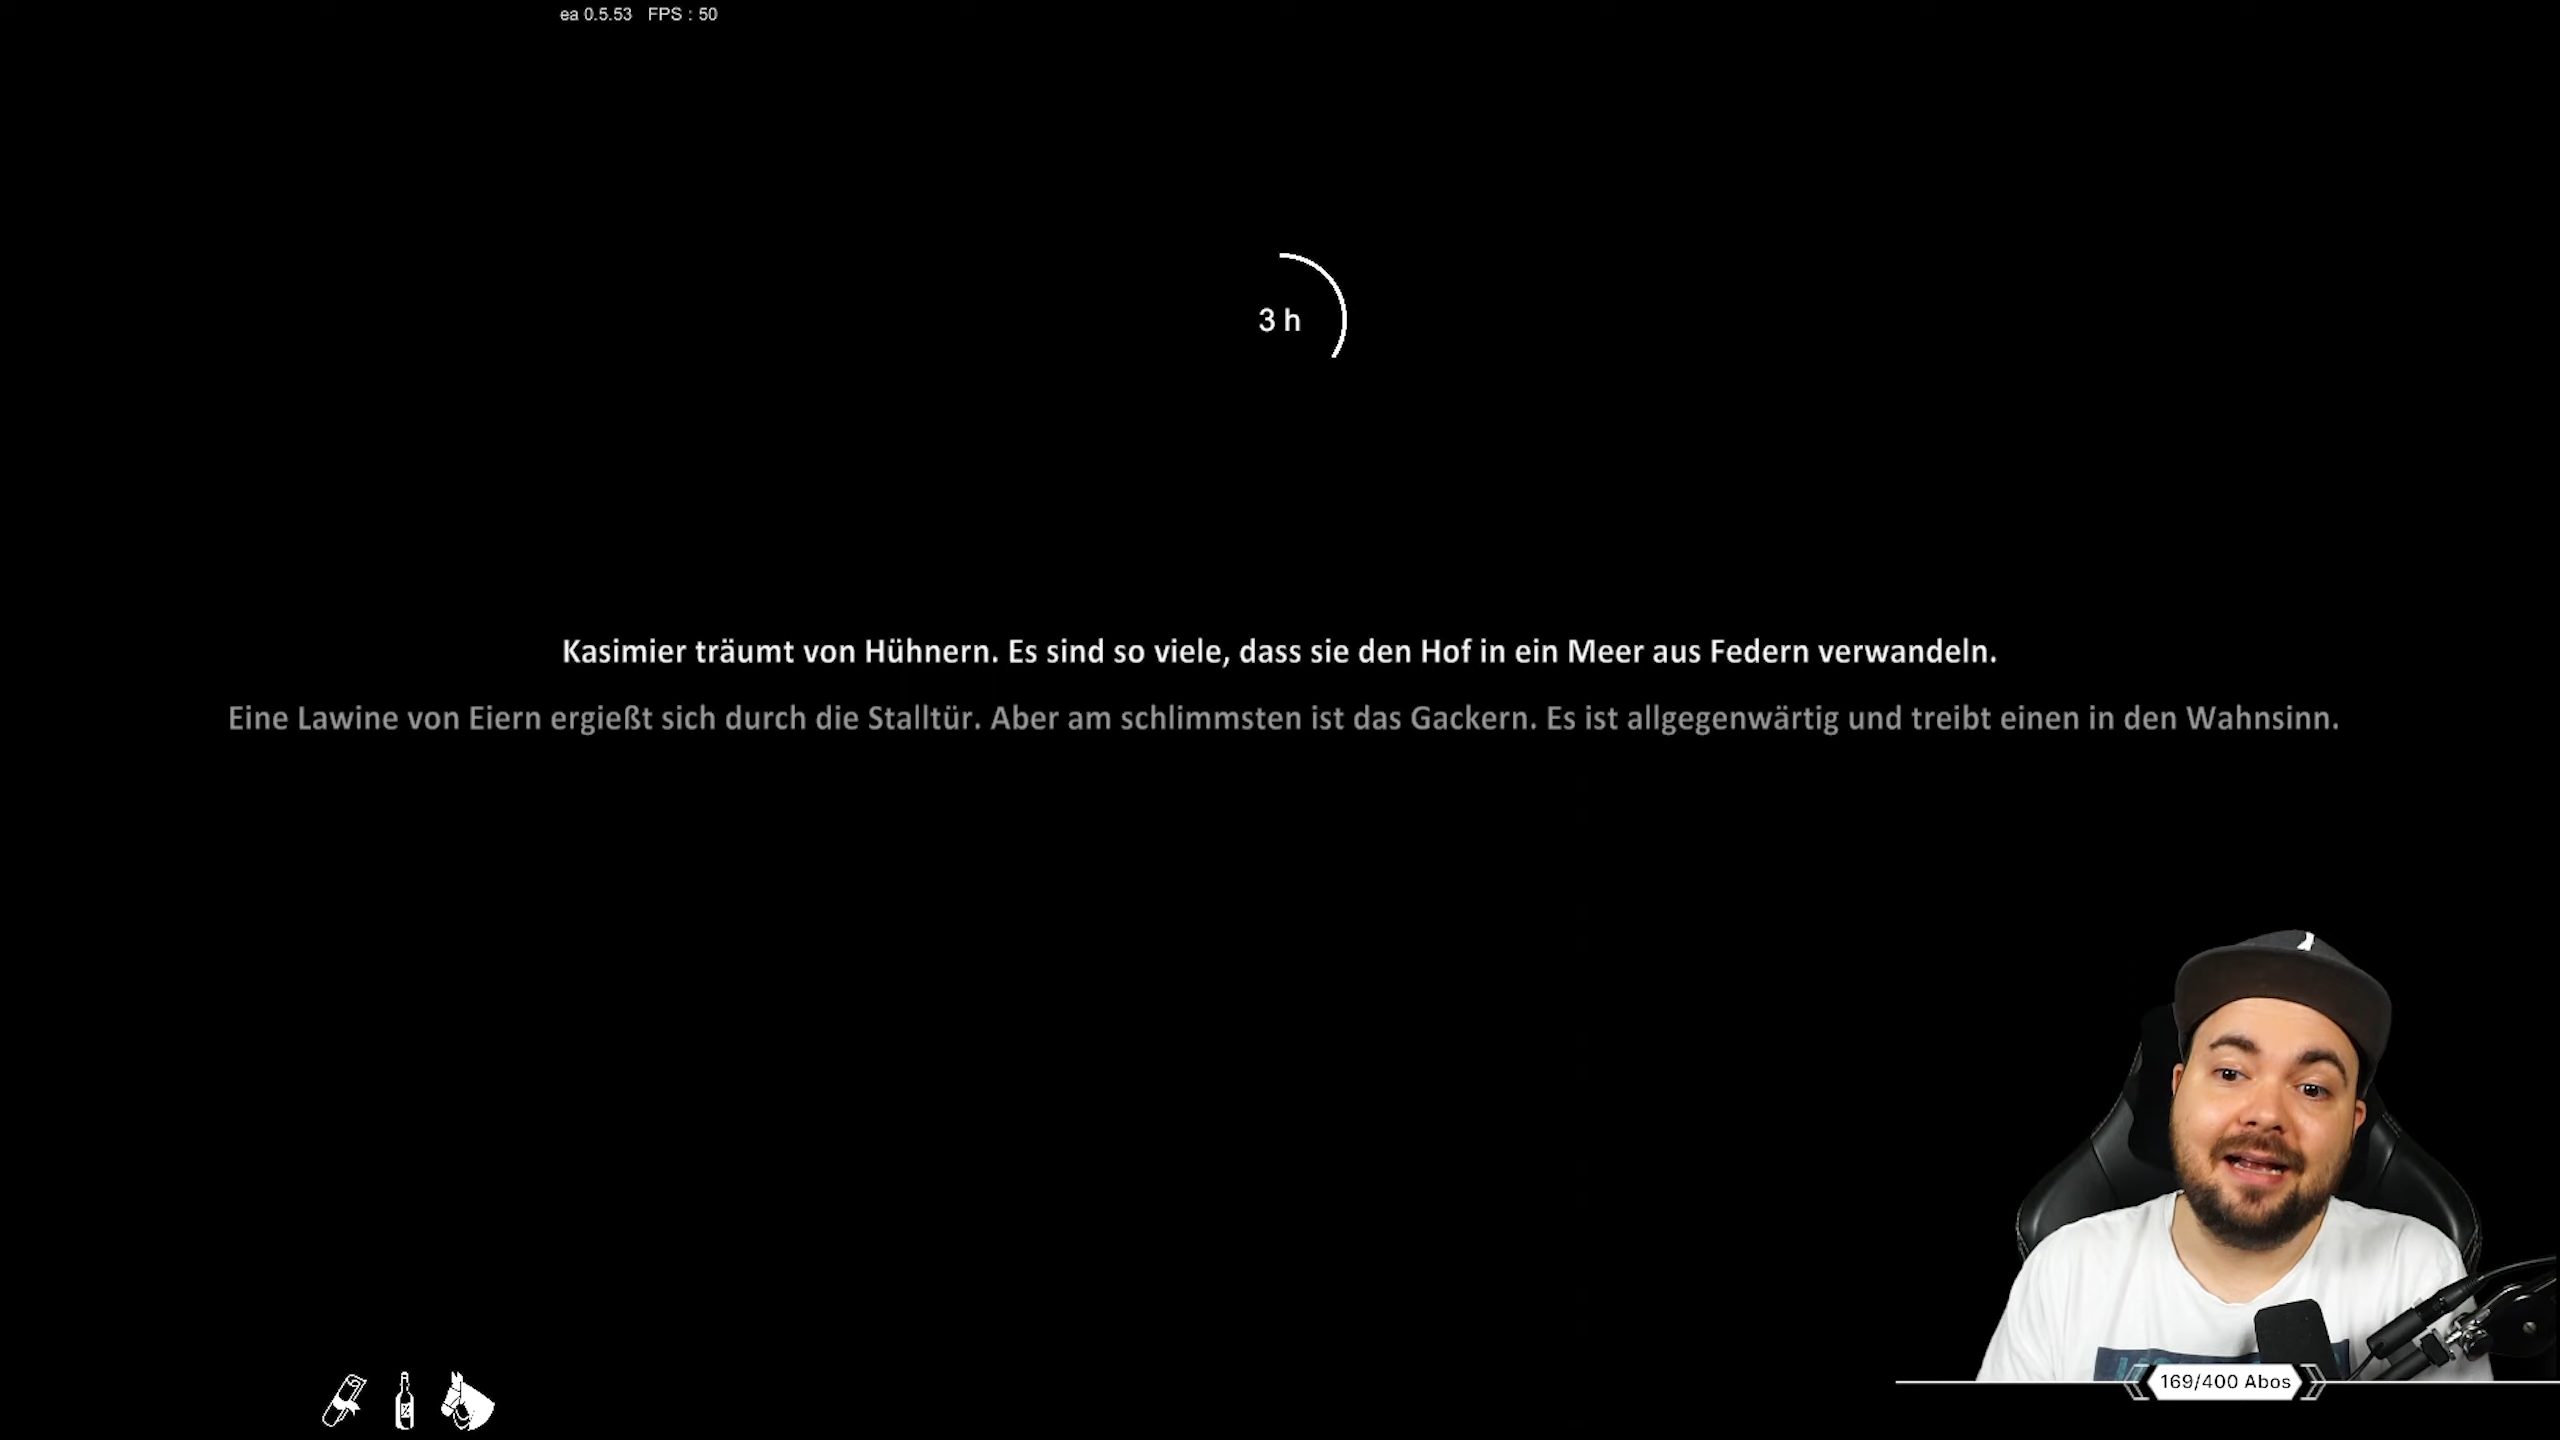 ea 0.5.53 FPS : 50
3 h
Kasimier träumt von Hühnern. Es sind so viele, dass sie den Hof in ein Meer aus Federn verwandeln.
Eine Lawine von Eiern ergießt sich durch die Stalltür. Aber am schlimmsten ist das Gackern. Es ist allgegenwärtig und treibt einen in den Wahnsinn.
169/400 Abos